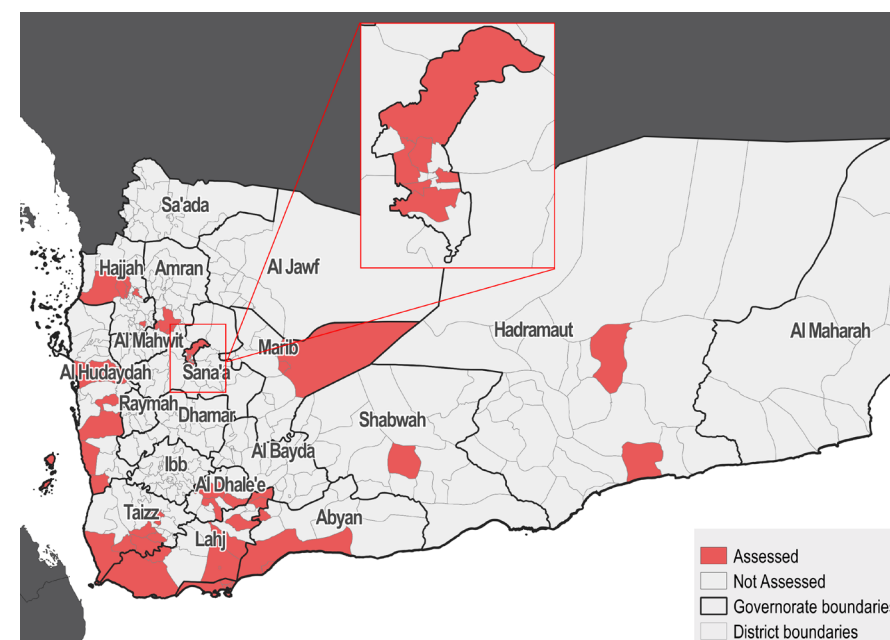 Sa'ada
Hajjah
Amran
Al Jawf
Al Mahwit
Marib
Hadramaut
Al Maharah
Al Hudaydah
Sana'a
Raymah
Dhamar
Shabwah
Ibb
Al Bayda
Al Dhale'e
Taizz
Lahj
Abyan
Assessed
Not Assessed
Governorate boundaries
District boundaries